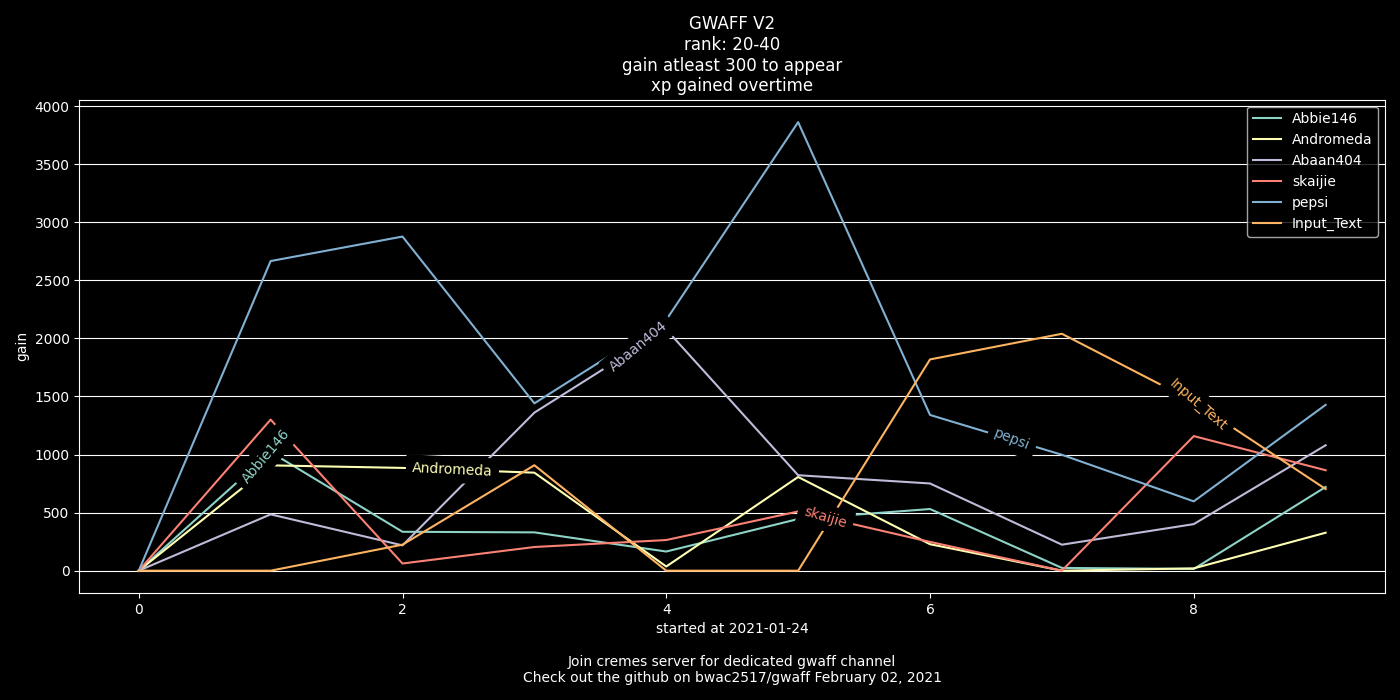 GWAFF V2
rank: 20-40
gain atleast 300 to appear
xp gained overtime
4000
3500
3000
2500
2000
1500
1000
500
0
gain
Abbie146
Andromeda
Abaan404
skaijie
pepsi
Input_Text
Abbie146
Andromeda
Abaan404
skaijie
pepsi
Input_Text
0 2 4 6 8
started at 2021-01-24
Join cremes server for dedicated gwaff channel
Check out the github on bwac2517/gwaff February 02, 2021